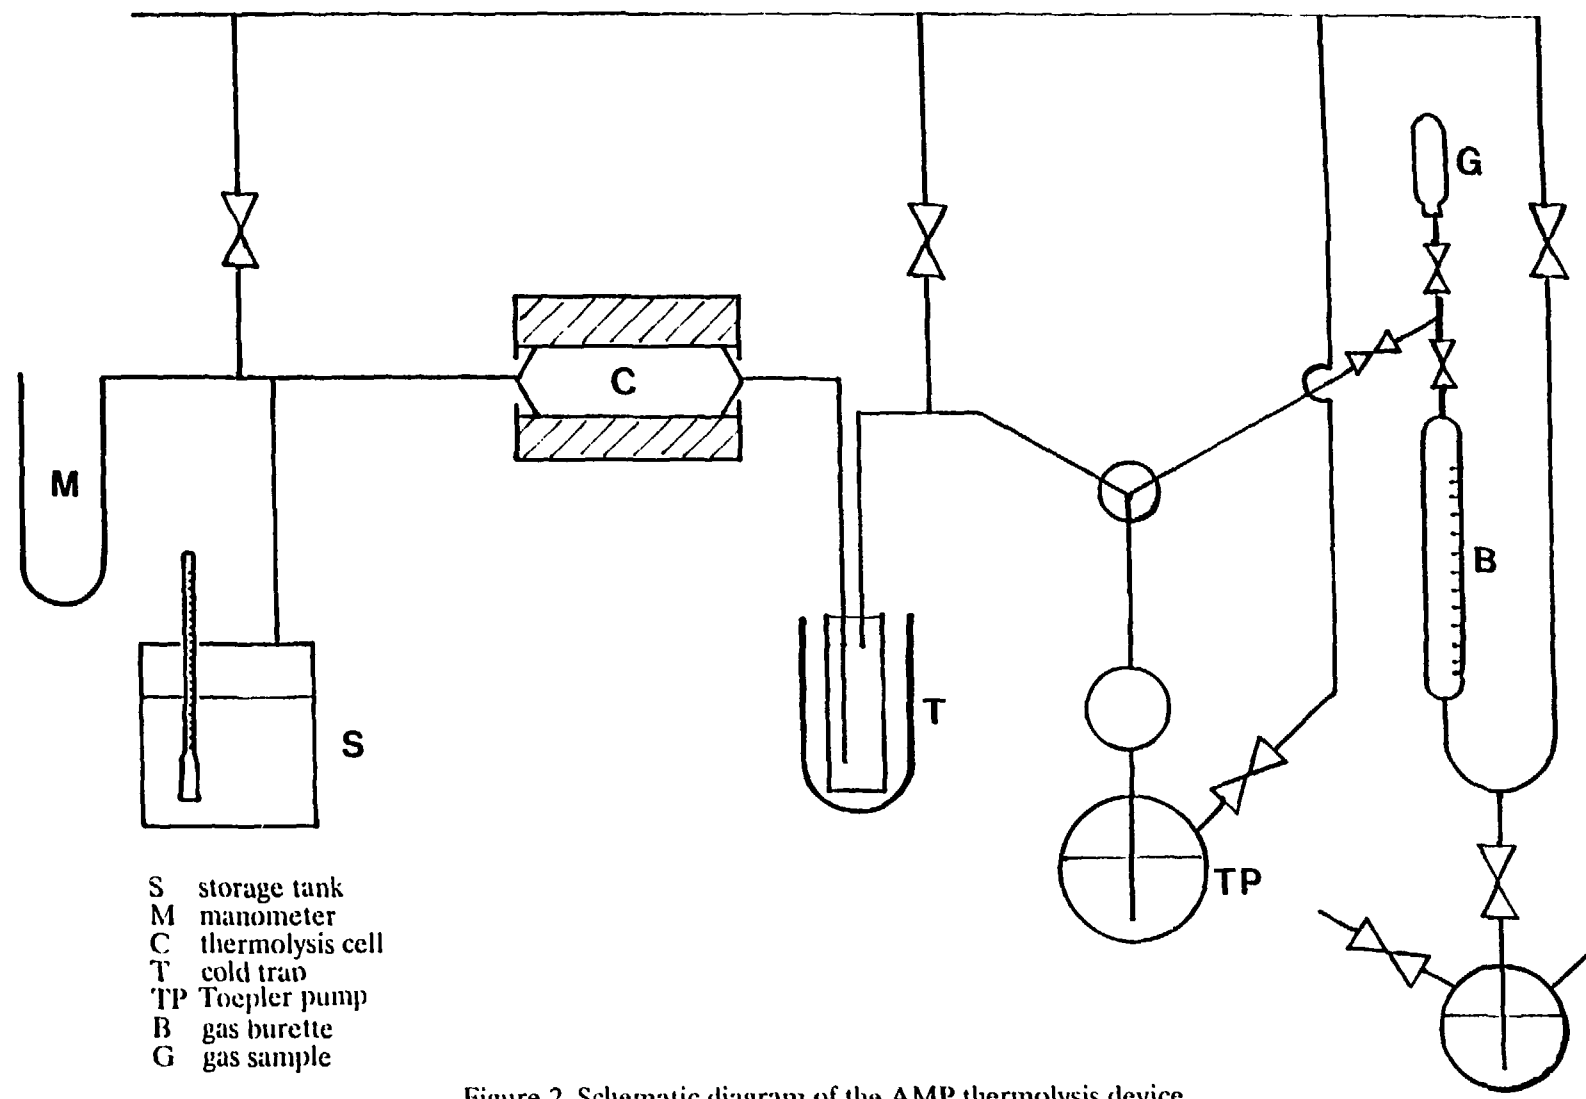 G
C
M
B
T
S
TP
S storage tank
M manometer
C thermolysis cell
T cold trap
TP Toepler pump
B gas burette
G gas sample
Figure 2. Schematic diagram of the AMP thermolysis device